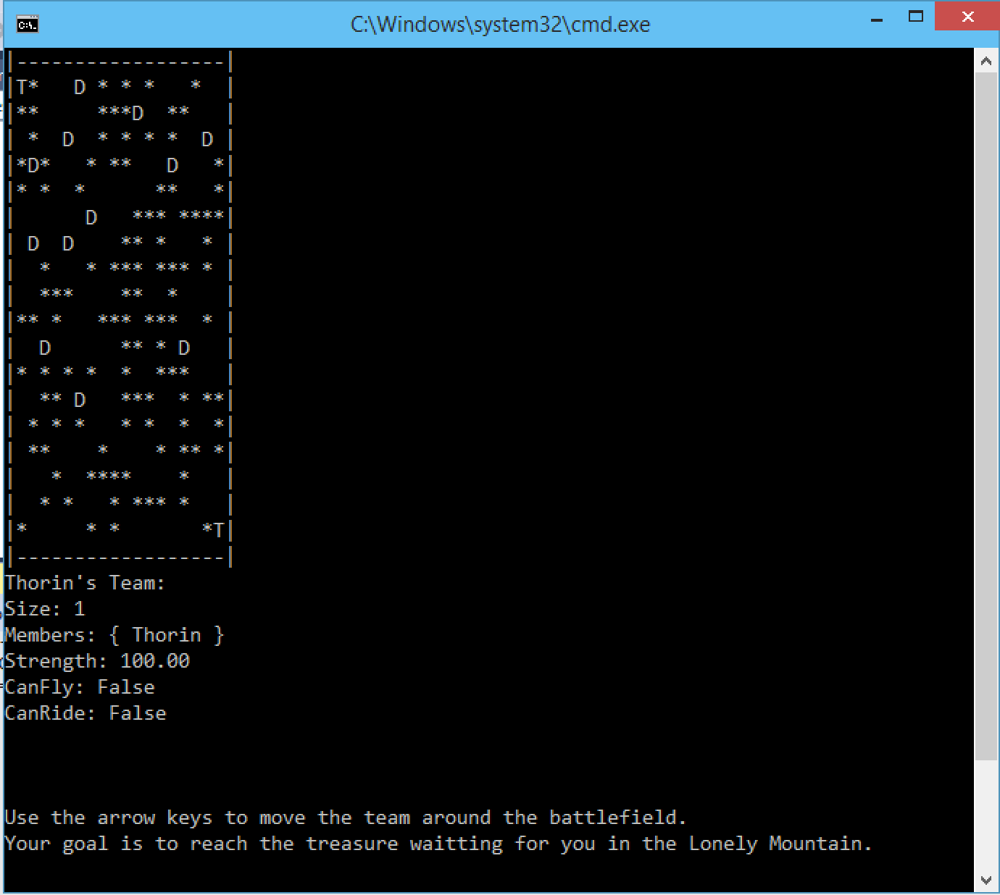 C:\Windows\system32\cmd.exe
|------------------|
|T*   D * * *   *  |
|**     ***D  **   |
| *  D  * * * *  D |
|*D*   * **   D   *|
|* *  *      **   *|
|      D   *** ****|
| D  D    ** *   * |
|  *   * *** *** * |
|  ***    **  *    |
|** *   *** ***  * |
|  D      ** * D   |
|* * * *  *  ***   |
|  ** D   ***  * **|
| * * *   * *  *  *|
| **    *    * ** *|
|   *  ****    *   |
|  * *   * *** *   |
|*     * *       *T|
|------------------|
Thorin's Team:
Size: 1
Members: { Thorin }
Strength: 100.00
CanFly: False
CanRide: False
Use the arrow keys to move the team around the battlefield.
Your goal is to reach the treasure waitting for you in the Lonely Mountain.